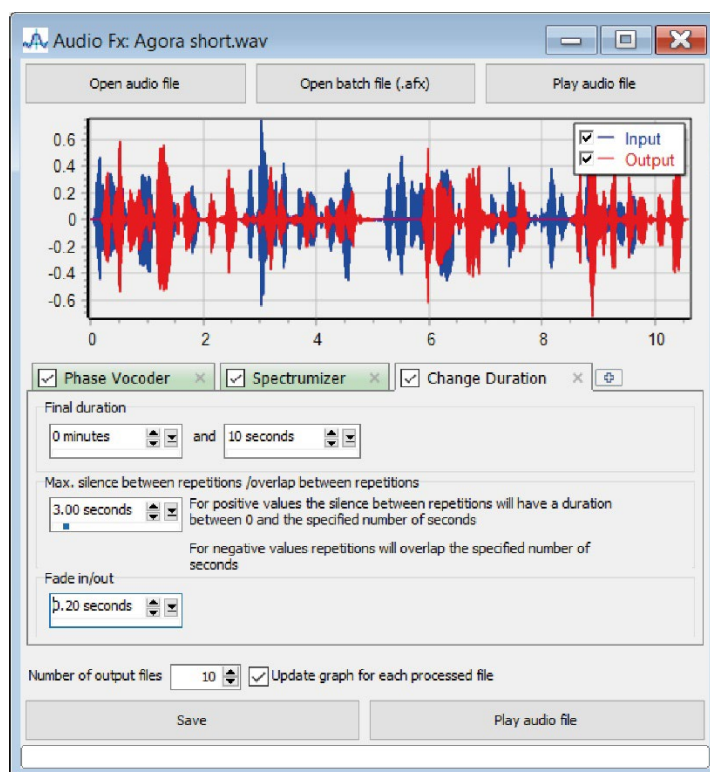 Audio Fx: Agora short.wav
Open audio file
Open batch file (.afx)
Play audio file
0.6
0.4
0.2
0
-0.2
-0.4
-0.6
Input
Output
0
2
4
6
8
10
Phase Vocoder
Spectrumizer
Change Duration
Final duration
0 minutes
and
10 seconds
Max. silence between repetitions /overlap between repetitions
3.00 seconds
For positive values the silence between repetitions will have a duration
between 0 and the specified number of seconds
For negative values repetitions will overlap the specified number of
seconds
Fade in/out
0.20 seconds
Number of output files
10
Update graph for each processed file
Save
Play audio file